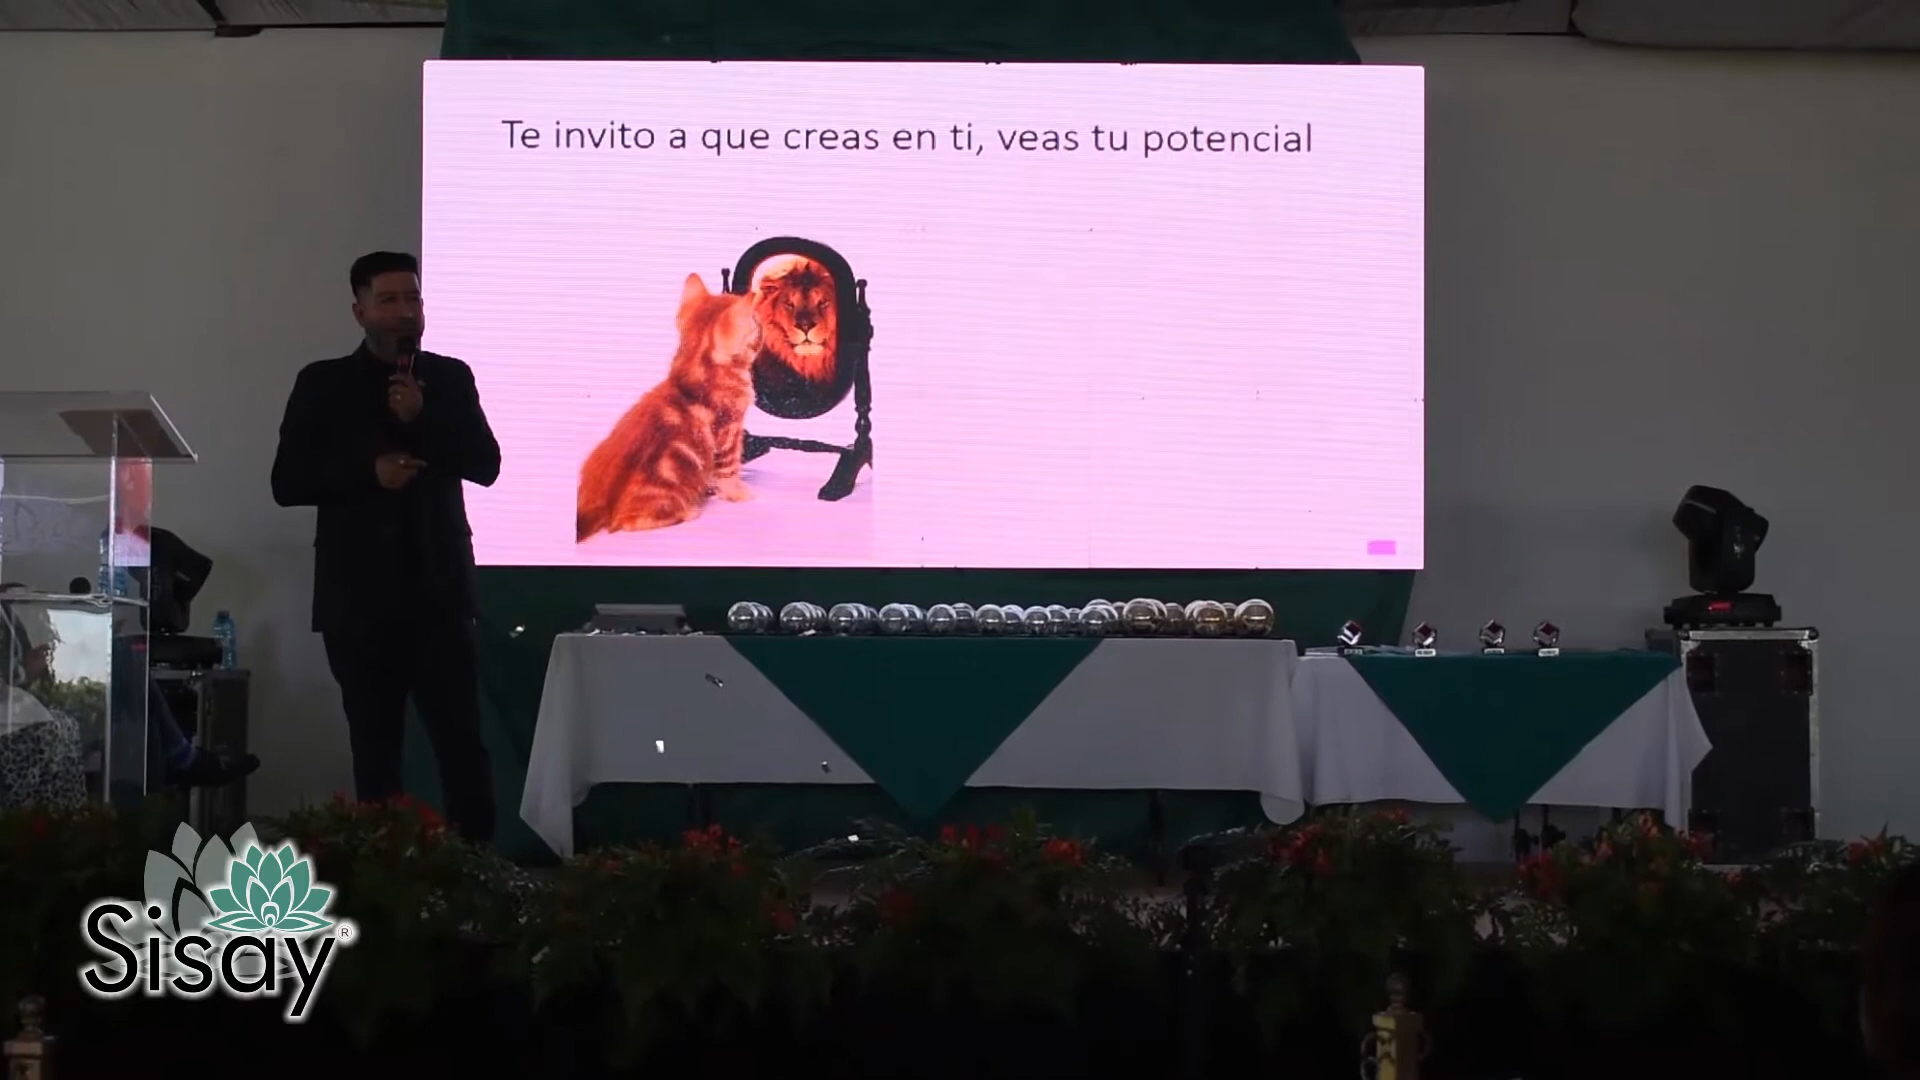 Te invito a que creas en ti, veas tu potencial
Sisay®